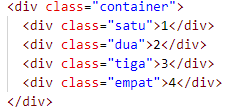 <div class="container">
<div class="satu">1</div>
<div class="dua">2</div>
<div class="tiga">3</div>
<div class="empat">4</div>
</div>